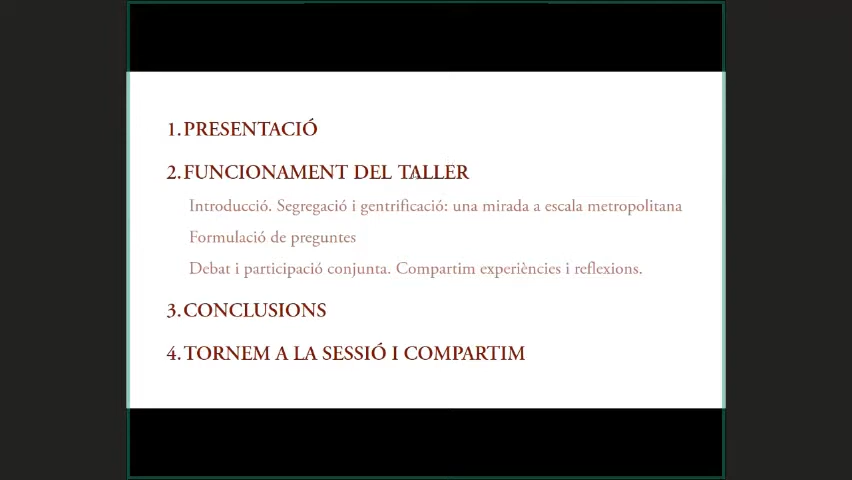 1. PRESENTACIÓ
2. FUNCIONAMENT DEL TALLER
Introducció. Segregació i gentrificació: una mirada a escala metropolitana
Formulació de preguntes
Debat i participació conjunta. Compartim experiències i reflexions.
3. CONCLUSIONS
4. TORNEM A LA SESSIÓ I COMPARTIM